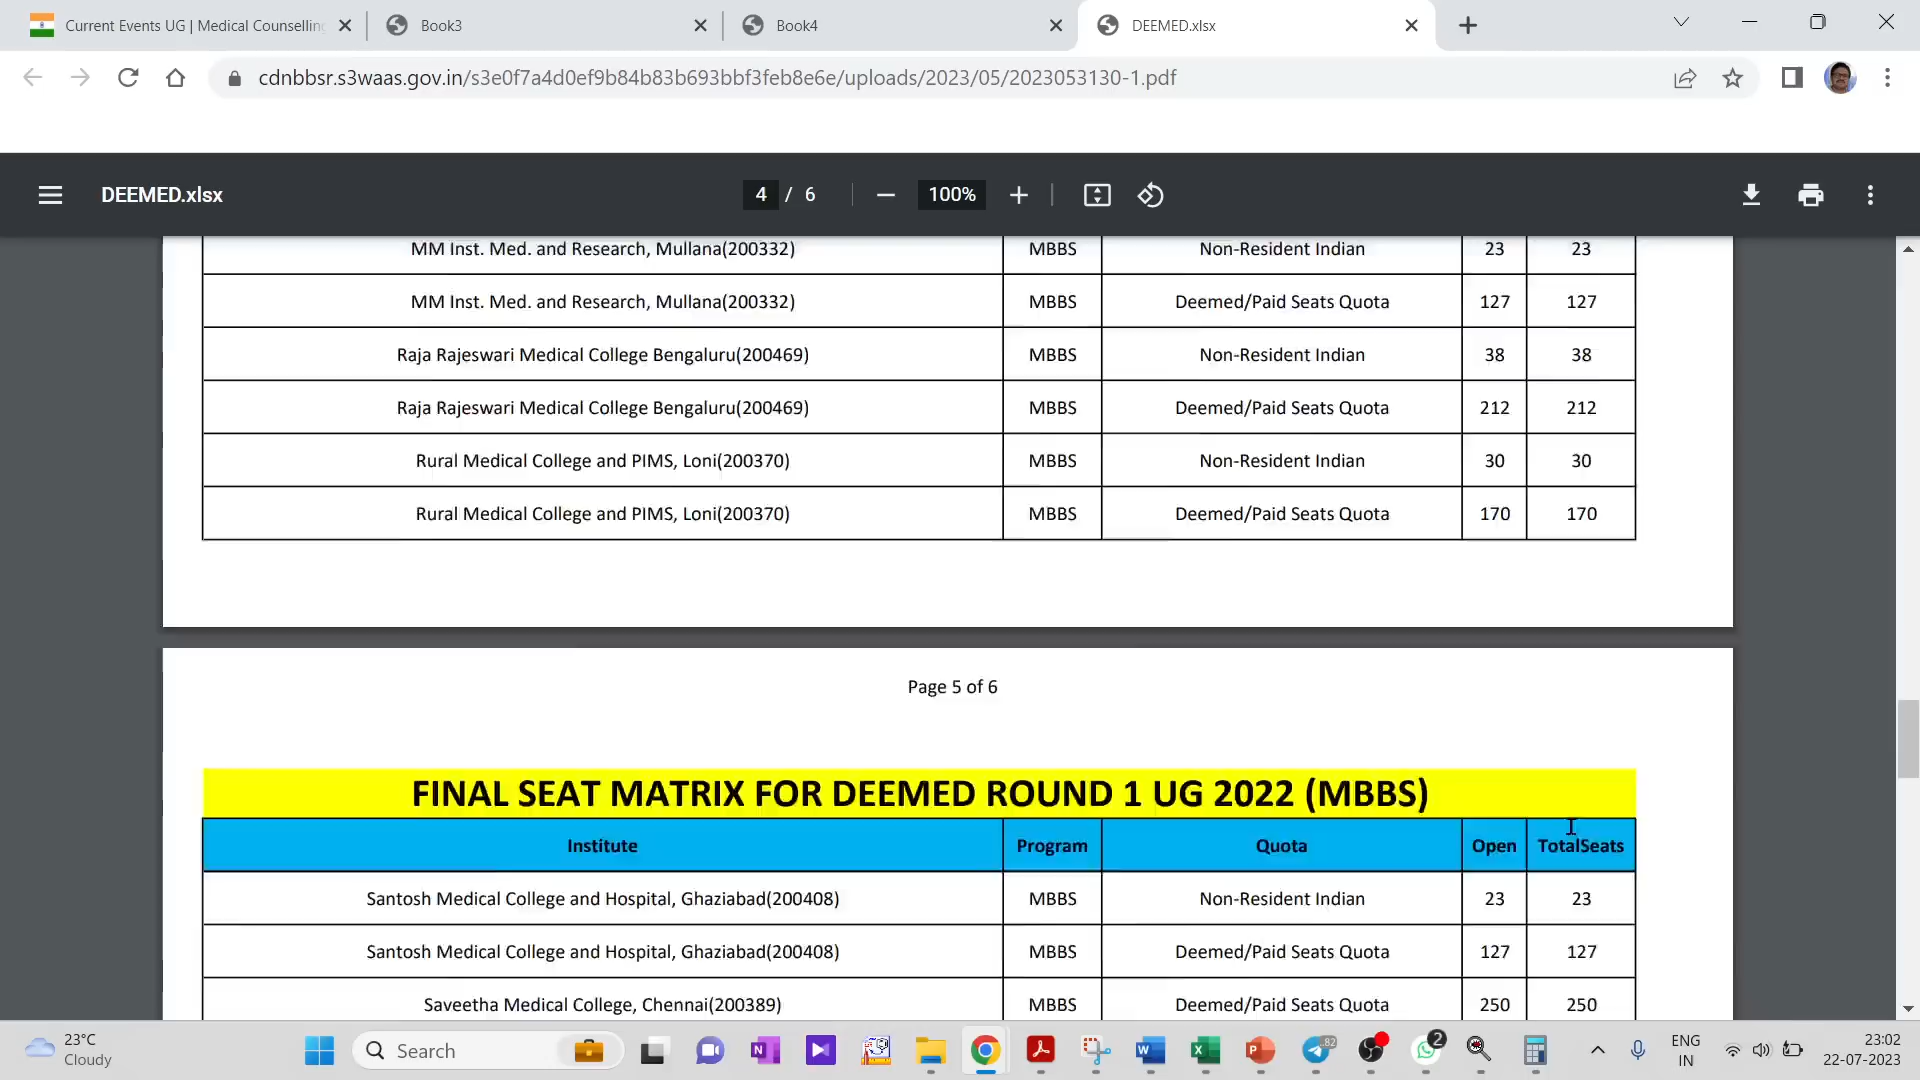 Current Events UG | Medical Counselling
Book3
Book4
DEEMED.xlsx
cdnbbsr.s3waas.gov.in/s3e0f7a4d0ef9b84b83b693bbf3feb8e6e/uploads/2023/05/2023053130-1.pdf
DEEMED.xlsx
4 / 6
100%
MM Inst. Med. and Research, Mullana(200332) MBBS Non-Resident Indian 23 23
MM Inst. Med. and Research, Mullana(200332) MBBS Deemed/Paid Seats Quota 127 127
Raja Rajeswari Medical College Bengaluru(200469) MBBS Non-Resident Indian 38 38
Raja Rajeswari Medical College Bengaluru(200469) MBBS Deemed/Paid Seats Quota 212 212
Rural Medical College and PIMS, Loni(200370) MBBS Non-Resident Indian 30 30
Rural Medical College and PIMS, Loni(200370) MBBS Deemed/Paid Seats Quota 170 170
Page 5 of 6
FINAL SEAT MATRIX FOR DEEMED ROUND 1 UG 2022 (MBBS)
Institute Program Quota Open TotalSeats
Santosh Medical College and Hospital, Ghaziabad(200408) MBBS Non-Resident Indian 23 23
Santosh Medical College and Hospital, Ghaziabad(200408) MBBS Deemed/Paid Seats Quota 127 127
Saveetha Medical College, Chennai(200389) MBBS Deemed/Paid Seats Quota 250 250
23°C
Cloudy
Search
82
2
ENG
IN
23:02
22-07-2023